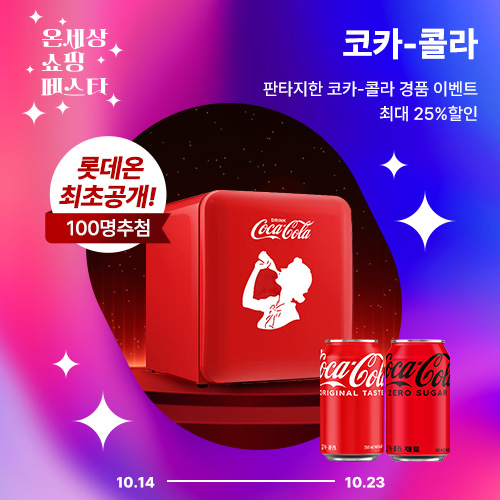 온세상
쇼핑
페스타
코카-콜라
판타지한 코카-콜라 경품 이벤트
최대 25%할인
롯데온
최초공개!
100명추첨
DRINK
Coca-Cola
Coca-Cola
ORIGINAL TASTE
Coca-Cola
ZERO SUGAR
10.14
10.23